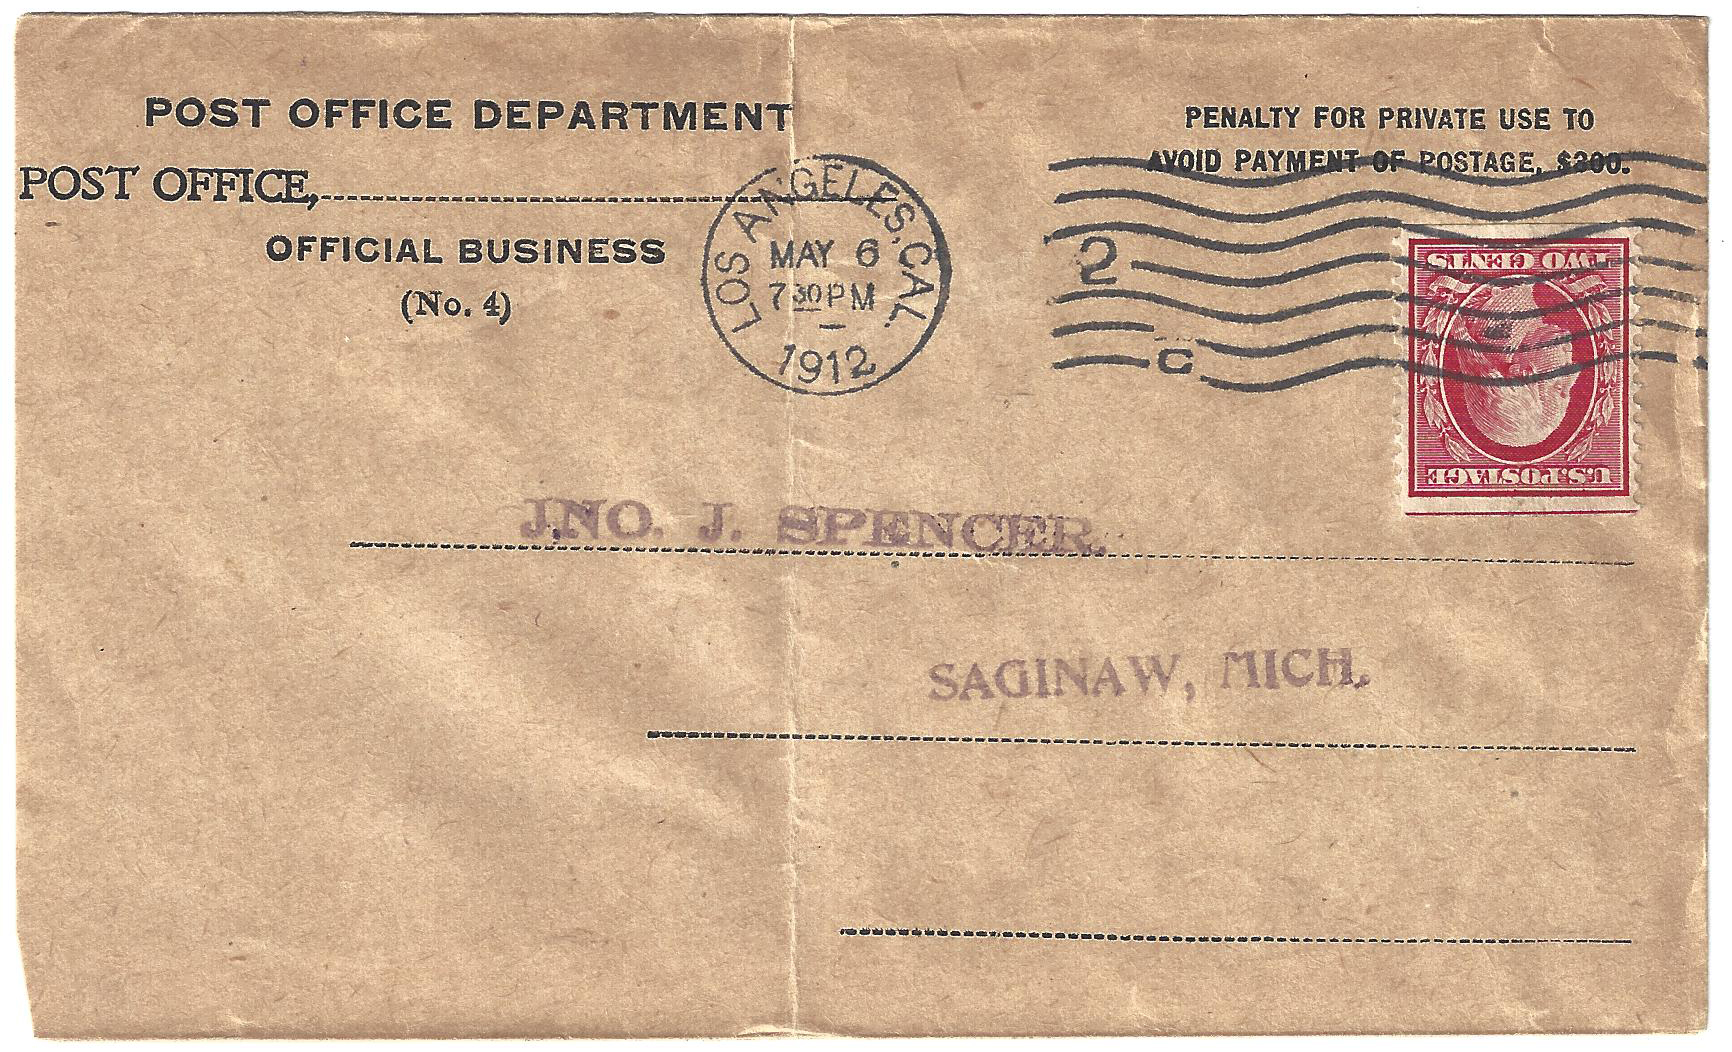 POST OFFICE DEPARTMENT
POST OFFICE,
OFFICIAL BUSINESS
(No. 4)
PENALTY FOR PRIVATE USE TO
AVOID PAYMENT OF POSTAGE, $300.
LOS ANGELES, CAL.
MAY 6
7 30 PM
1912
2
C
U.S. POSTAGE
TWO CENTS
JNO. J. SPENCER.
SAGINAW, MICH.